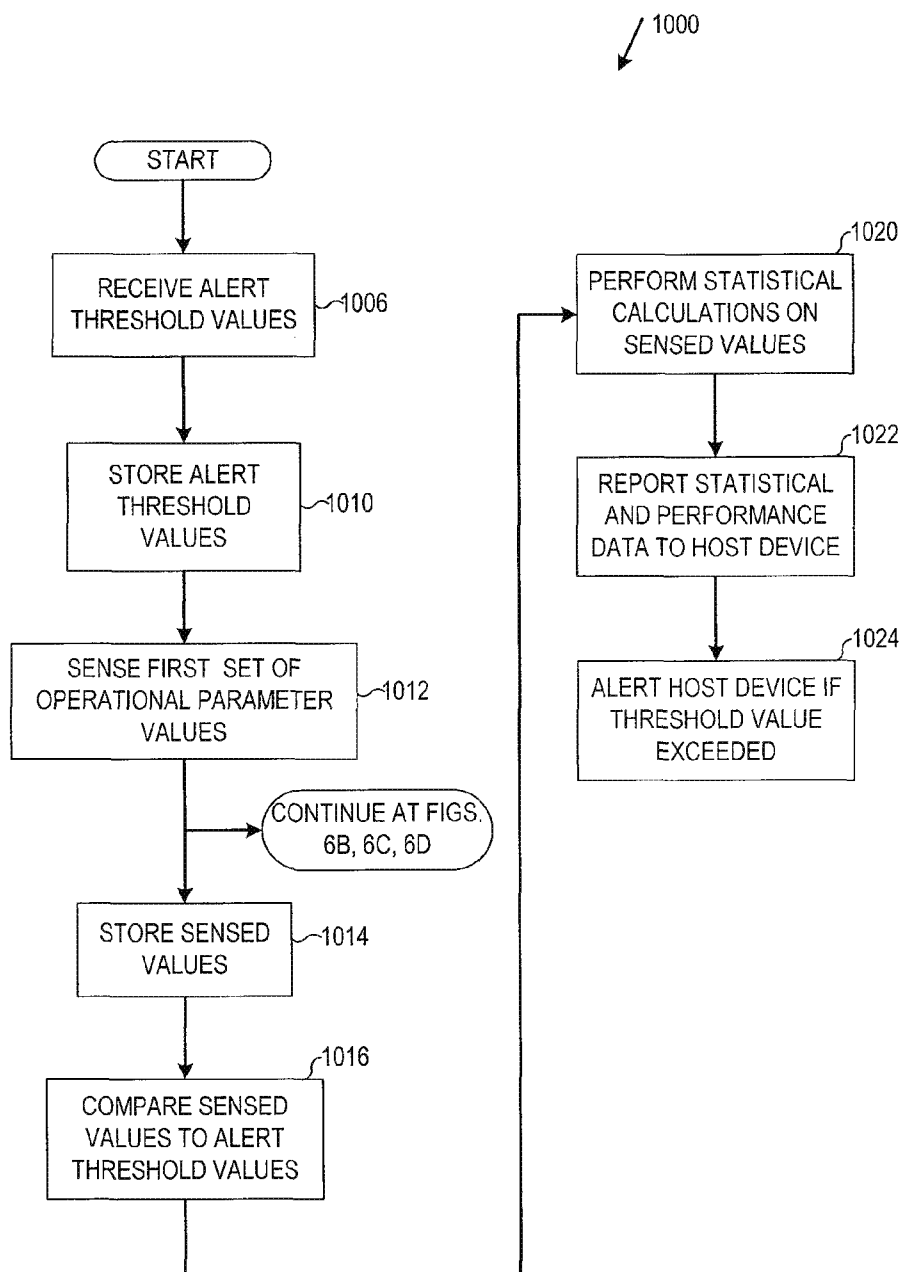 1000
START
RECEIVE ALERT
THRESHOLD VALUES
1006
STORE ALERT
THRESHOLD
VALUES
1010
SENSE FIRST SET OF
OPERATIONAL PARAMETER
VALUES
1012
CONTINUE AT FIGS.
6B, 6C, 6D
STORE SENSED
VALUES
1014
1016
COMPARE SENSED
VALUES TO ALERT
THRESHOLD VALUES
1020
PERFORM STATISTICAL
CALCULATIONS ON
SENSED VALUES
1022
REPORT STATISTICAL
AND PERFORMANCE
DATA TO HOST DEVICE
1024
ALERT HOST DEVICE IF
THRESHOLD VALUE
EXCEEDED